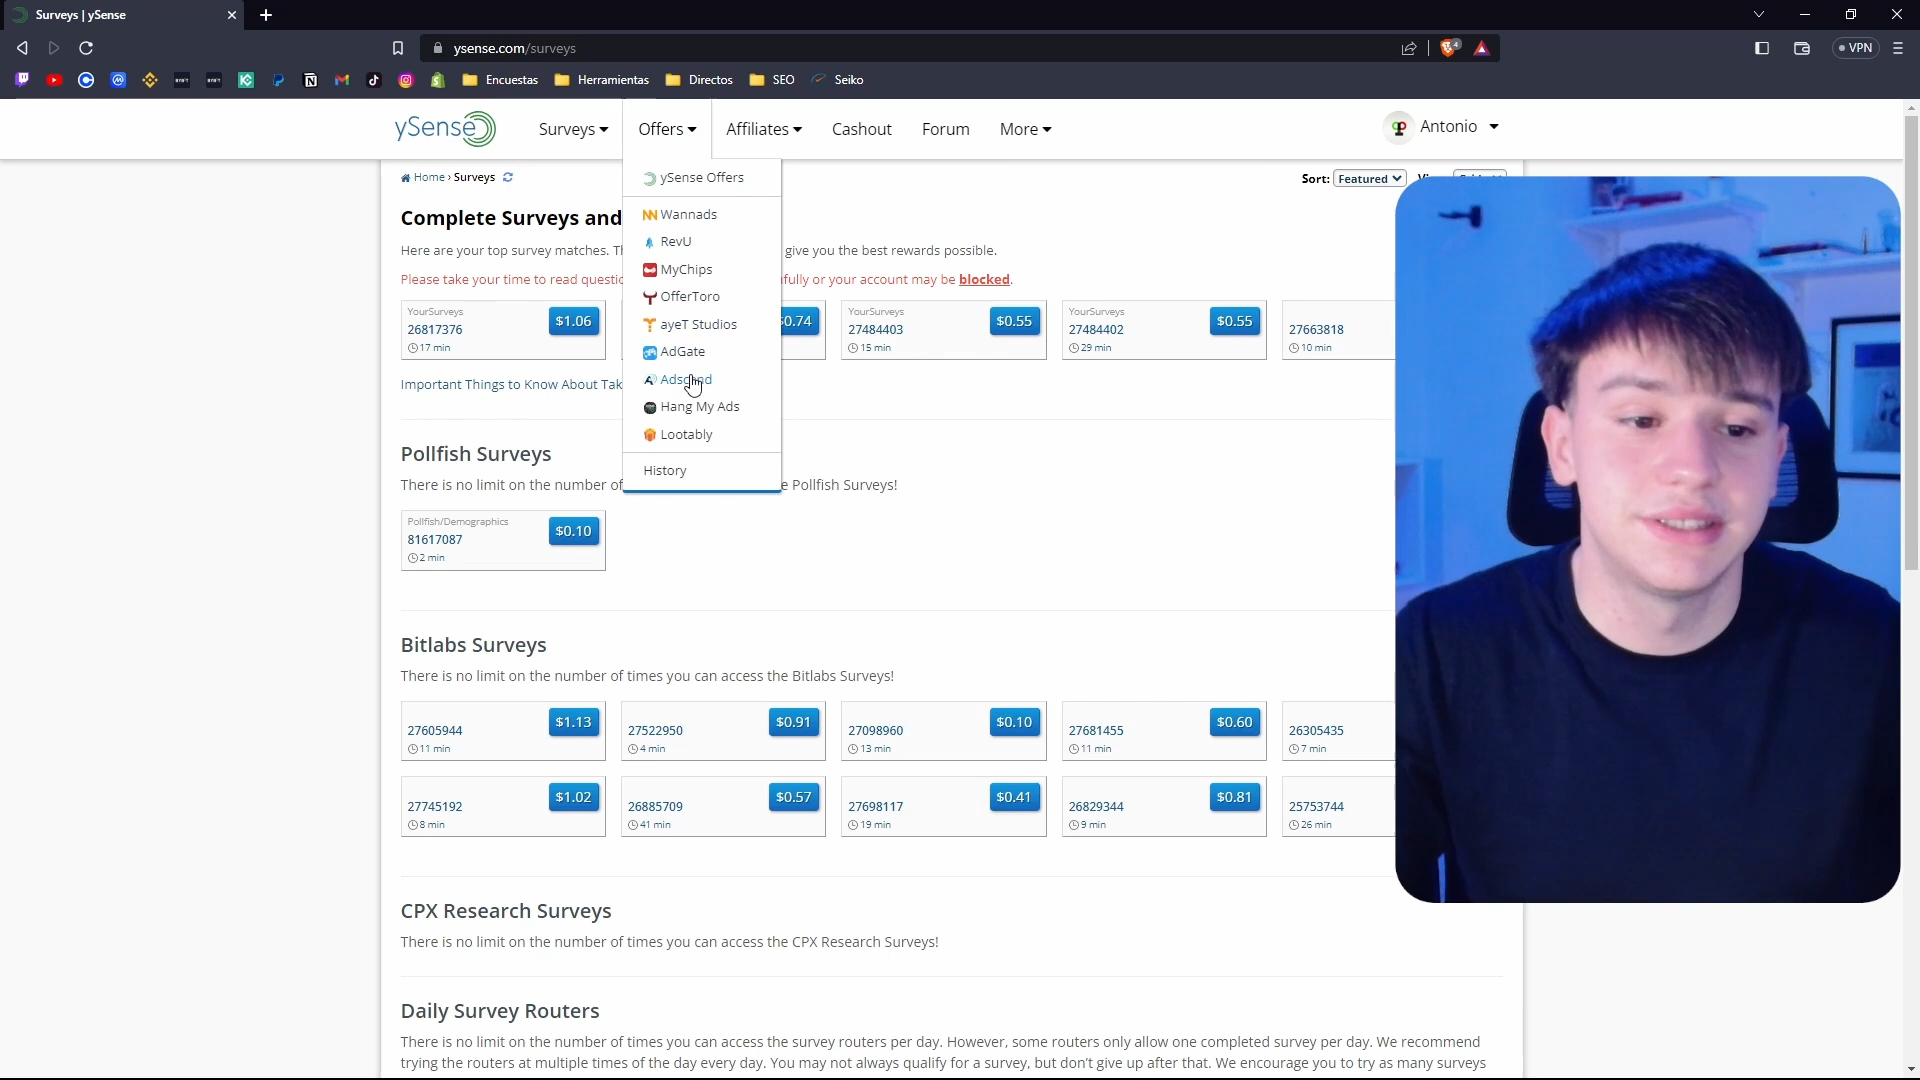 Surveys | ySense
ysense.com/surveys
4
VPN
Encuestas
Herramientas
Directos
SEO
Seiko
ySense
Surveys
Offers
Affiliates
Cashout
Forum
More
Antonio
ySense Offers
Wannads
RevU
MyChips
OfferToro
ayeT Studios
AdGate
Hang My Ads
Lootably
History
Home › Surveys
Sort: Featured
Complete Surveys and
Here are your top survey matches. give you the best rewards possible.
Please take your time to read fully or your account may be blocked.
YourSurveys
26817376
17 min
$1.06
0.74
YourSurveys
27484403
15 min
$0.55
YourSurveys
27484402
29 min
$0.55
27663818
10 min
Important Things to Know About
Pollfish Surveys
There is no limit on the number of Pollfish Surveys!
Pollfish/Demographics
81617087
2 min
$0.10
Bitlabs Surveys
There is no limit on the number of times you can access the Bitlabs Surveys!
27605944
11 min
$1.13
27522950
4 min
$0.91
27098960
13 min
$0.10
27681455
11 min
$0.60
26305435
7 min
27745192
8 min
$1.02
26885709
41 min
$0.57
27698117
19 min
$0.41
26829344
9 min
$0.81
25753744
26 min
CPX Research Surveys
There is no limit on the number of times you can access the CPX Research Surveys!
Daily Survey Routers
There is no limit on the number of times you can access the survey routers per day. However, some routers only allow one completed survey per day. We recommend
trying the routers at multiple times of the day every day. You may not always qualify for a survey, but don't give up after that. We encourage you to try as many surveys